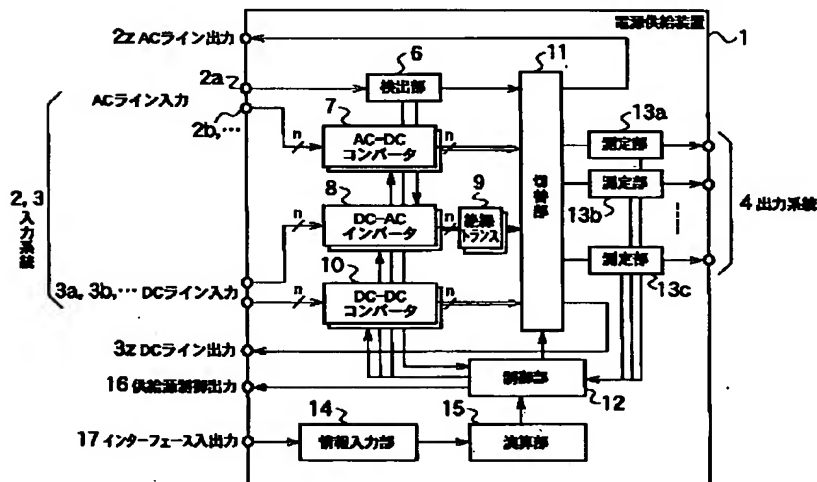 電源供給装置
1
2z ACライン出力
2a
ACライン入力
2b,…
6
検出部
11
切替部
7
AC-DC
コンバータ
n
n
8
DC-AC
インバータ
n
n
9
絶縁
トランス
10
DC-DC
コンバータ
n
n
13a
測定部
測定部
13b
測定部
13c
4 出力系統
2, 3
入力系統
3a, 3b,… DCライン入力
3z DCライン出力
16 供給源制御出力
制御部
12
17 インターフェース入出力
14
情報入力部
15
演算部